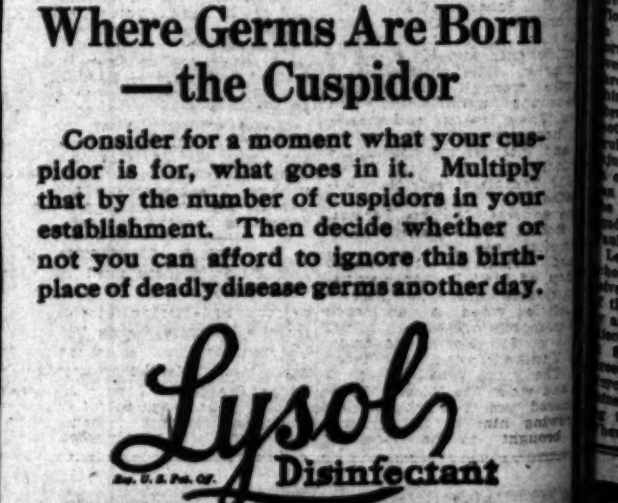 Where Germs Are Born
—the Cuspidor
Consider for a moment what your cus-
pidor is for, what goes in it. Multiply
that by the number of cuspidors in your
establishment. Then decide whether or
not you can afford to ignore this birth-
place of deadly disease germs another day.
Lysol
Reg. U. S. Pat. Off.
Disinfectant